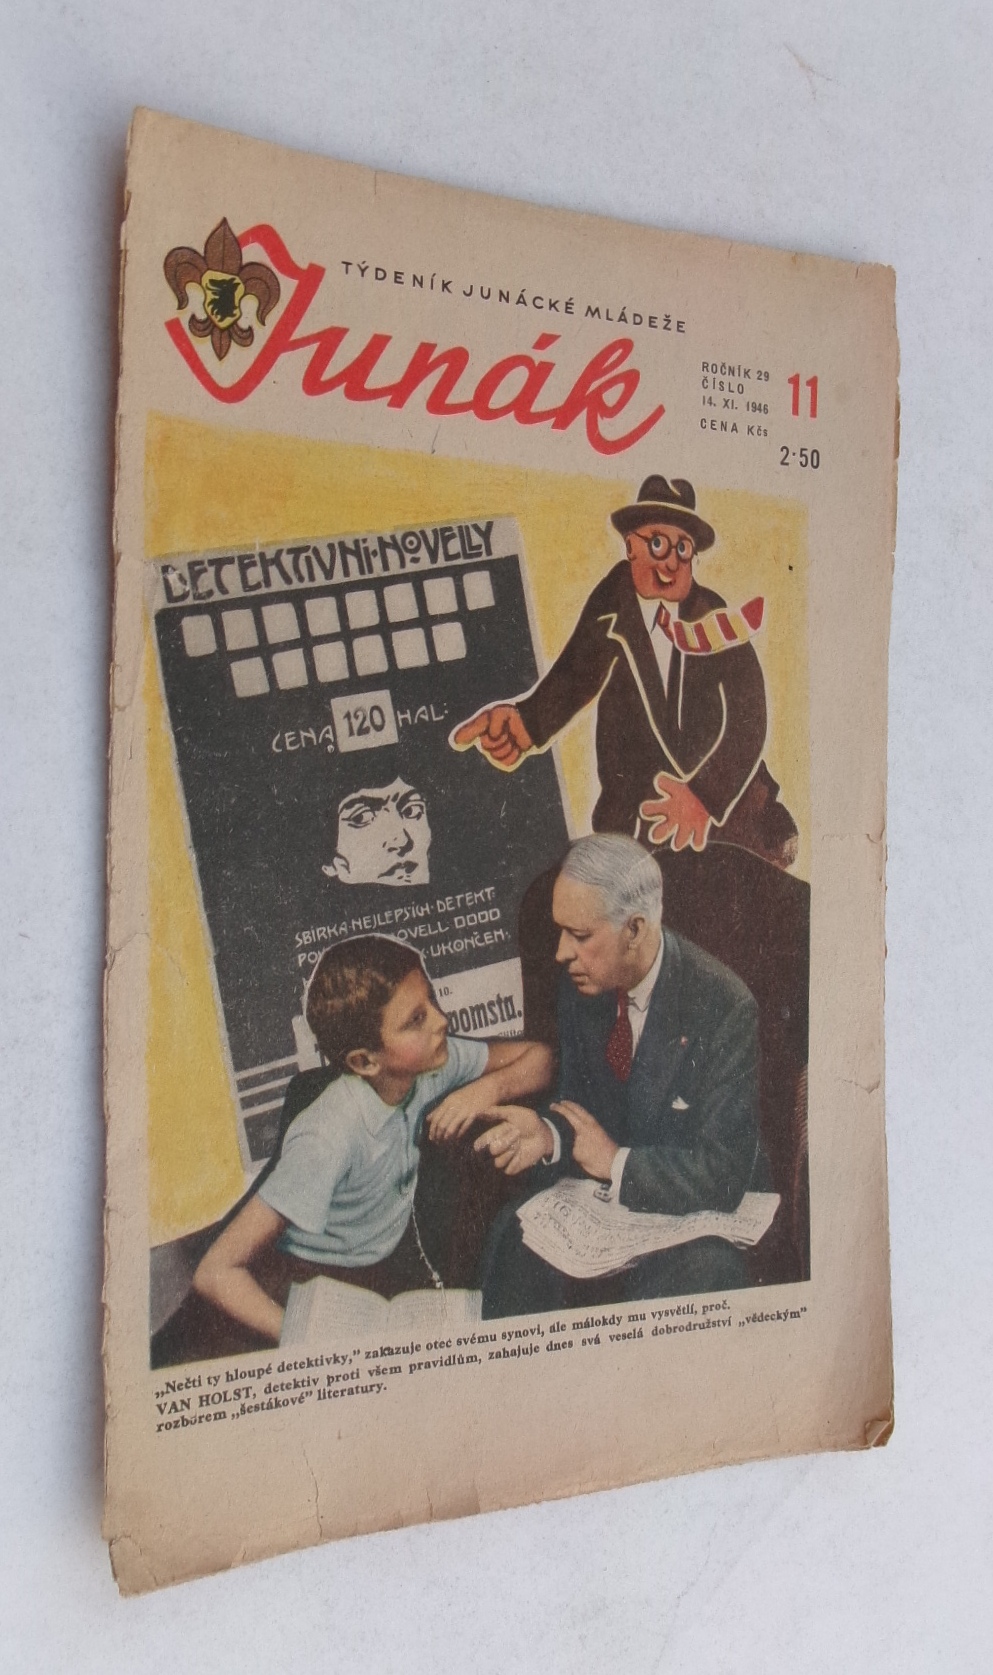 TÝDENÍK JUNÁCKÉ MLÁDEŽE
Junák
ROČNÍK 29
ČÍSLO
11
14. XI. 1946
CENA Kčs
2·50
DETEKTIVNÍ·NOVELLY
CENA 120 HAL:
SBÍRKA·NEJLEPŠÍCH·DETEKT:
OVELL
UKONČEN:
10.
pomsta.
„Nečti ty hloupé detektivky,” zakazuje otec svému synovi, ale málokdy mu vysvětlí, proč.
VAN HOLST, detektiv proti všem pravidlům, zahajuje dnes svá veselá dobrodružství „vědeckým”
rozborem „šestákové” literatury.